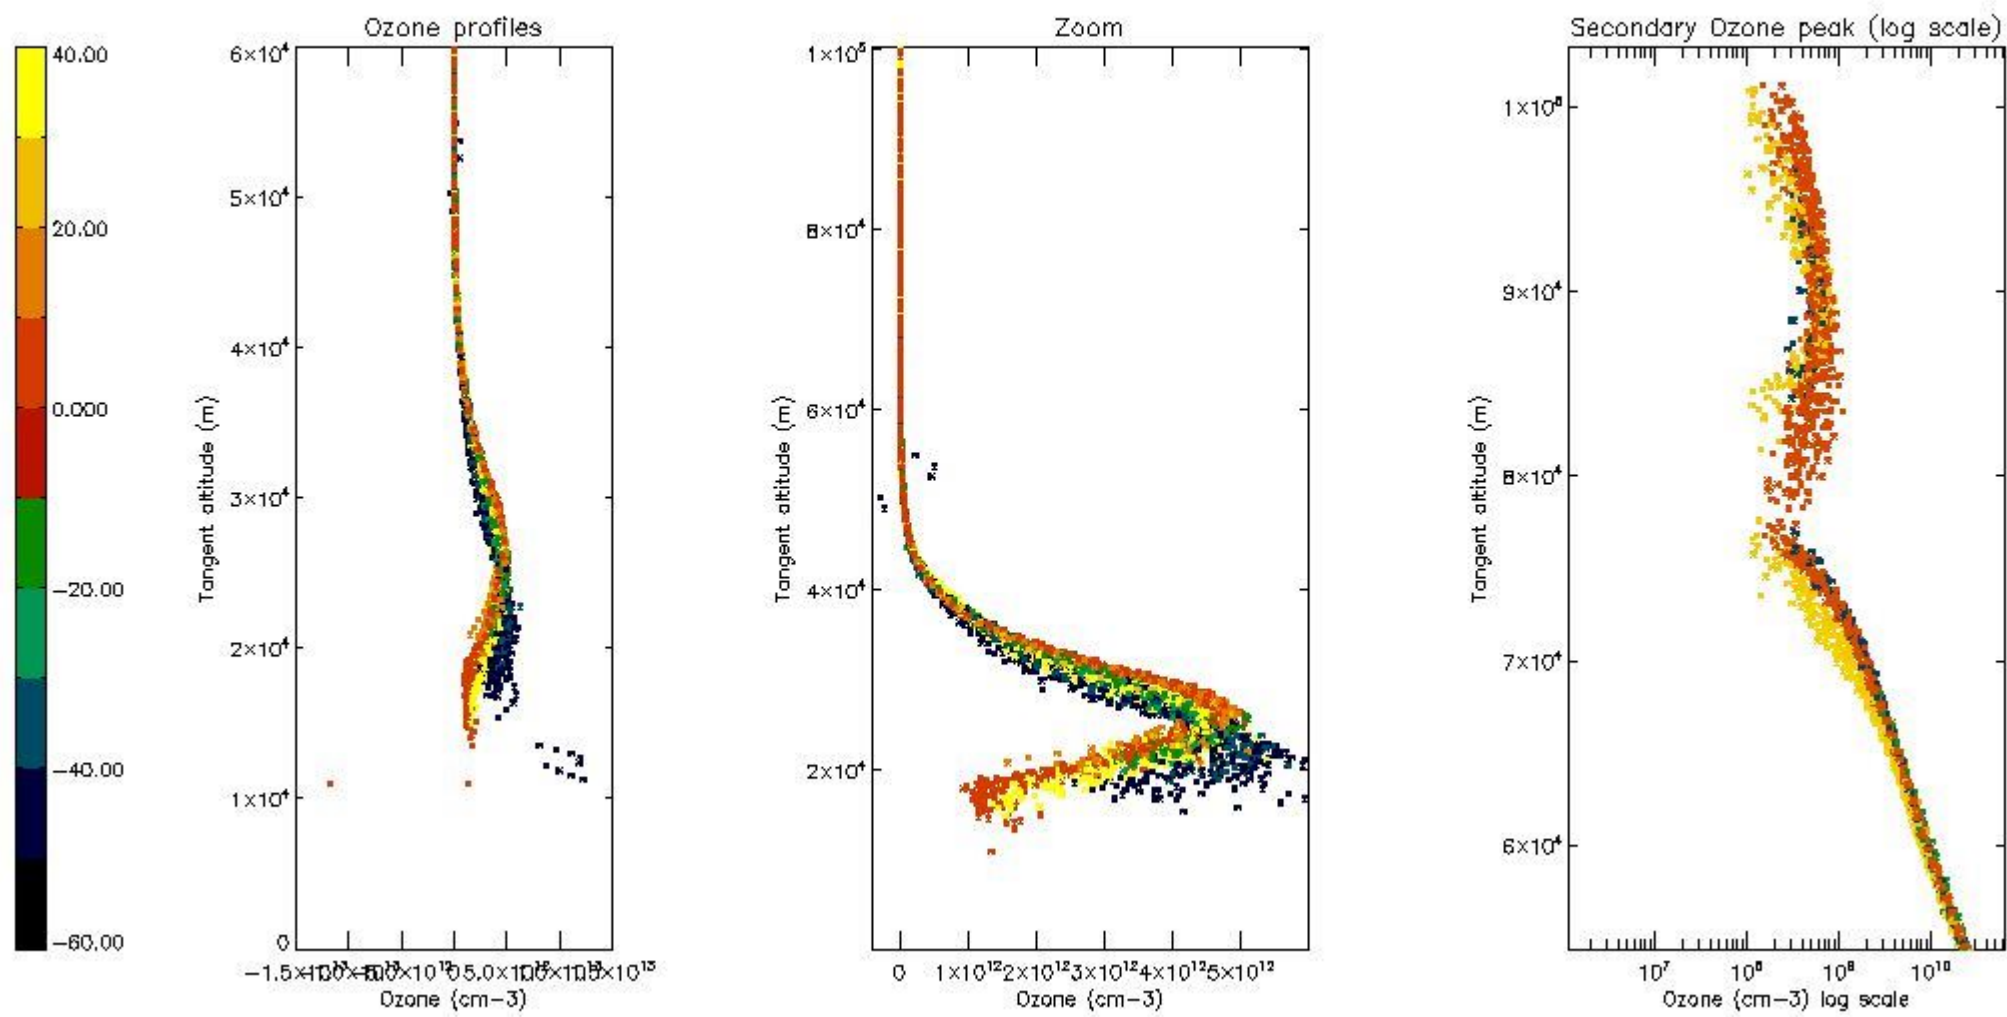 Ozone profiles
Zoom
Secondary Ozone peak (log scale)
40.00
20.00
0.000
−20.00
−40.00
−60.00
6×10⁴
5×10⁴
4×10⁴
3×10⁴
2×10⁴
1×10⁴
0
Tangent altitude (m)
Ozone (cm−3)
1×10⁵
8×10⁴
6×10⁴
4×10⁴
2×10⁴
Tangent altitude (m)
0 1×10¹² 2×10¹² 3×10¹² 4×10¹² 5×10¹²
Ozone (cm−3)
9×10⁴
8×10⁴
7×10⁴
6×10⁴
Tangent altitude (m)
10⁷ 10⁸ 10⁹ 10¹⁰
Ozone (cm−3) log scale